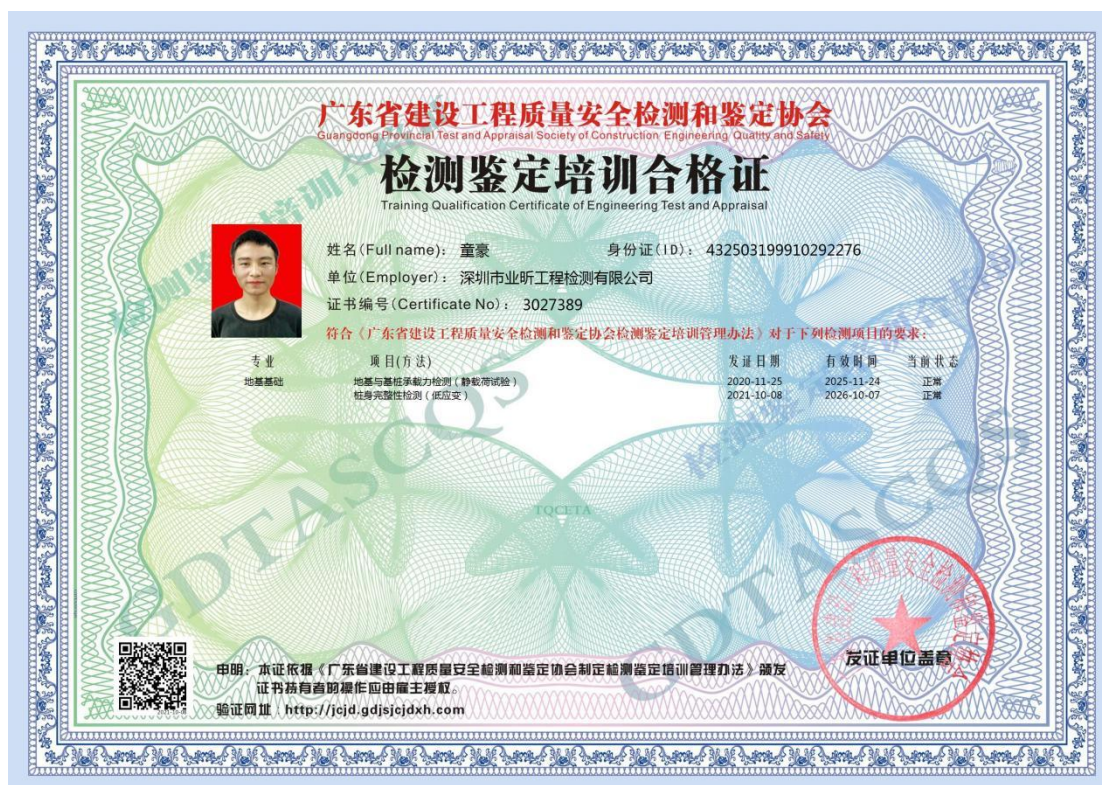 广东省建设工程质量安全检测和鉴定协会
Guangdong Provincial Test and Appraisal Society of Construction Engineering Quality and Safety
检测鉴定培训合格证
Training Qualification Certificate of Engineering Test and Appraisal
姓名(Full name): 童豪 身份证(ID): 432503199910292276
单位(Employer): 深圳市业昕工程检测有限公司
证书编号(Certificate No): 3027389
符合《广东省建设工程质量安全检测和鉴定协会检测鉴定培训管理办法》对于下列检测项目的要求:
专业 项目(方法) 发证日期 有效时间 当前状态
地基基础 地基与基桩承载力检测(静载荷试验) 2020-11-25 2025-11-24 正常
桩身完整性检测(低应变) 2021-10-08 2026-10-07 正常
GDTASCQS
TQCETA
GDTASCQS
发证单位盖章
申明: 本证依据《广东省建设工程质量安全检测和鉴定协会制定检测鉴定培训管理办法》颁发
证书持有者的操作应由雇主授权。
验证网址: http://jcjd.gdjsjcjdxh.com
2021-10-08